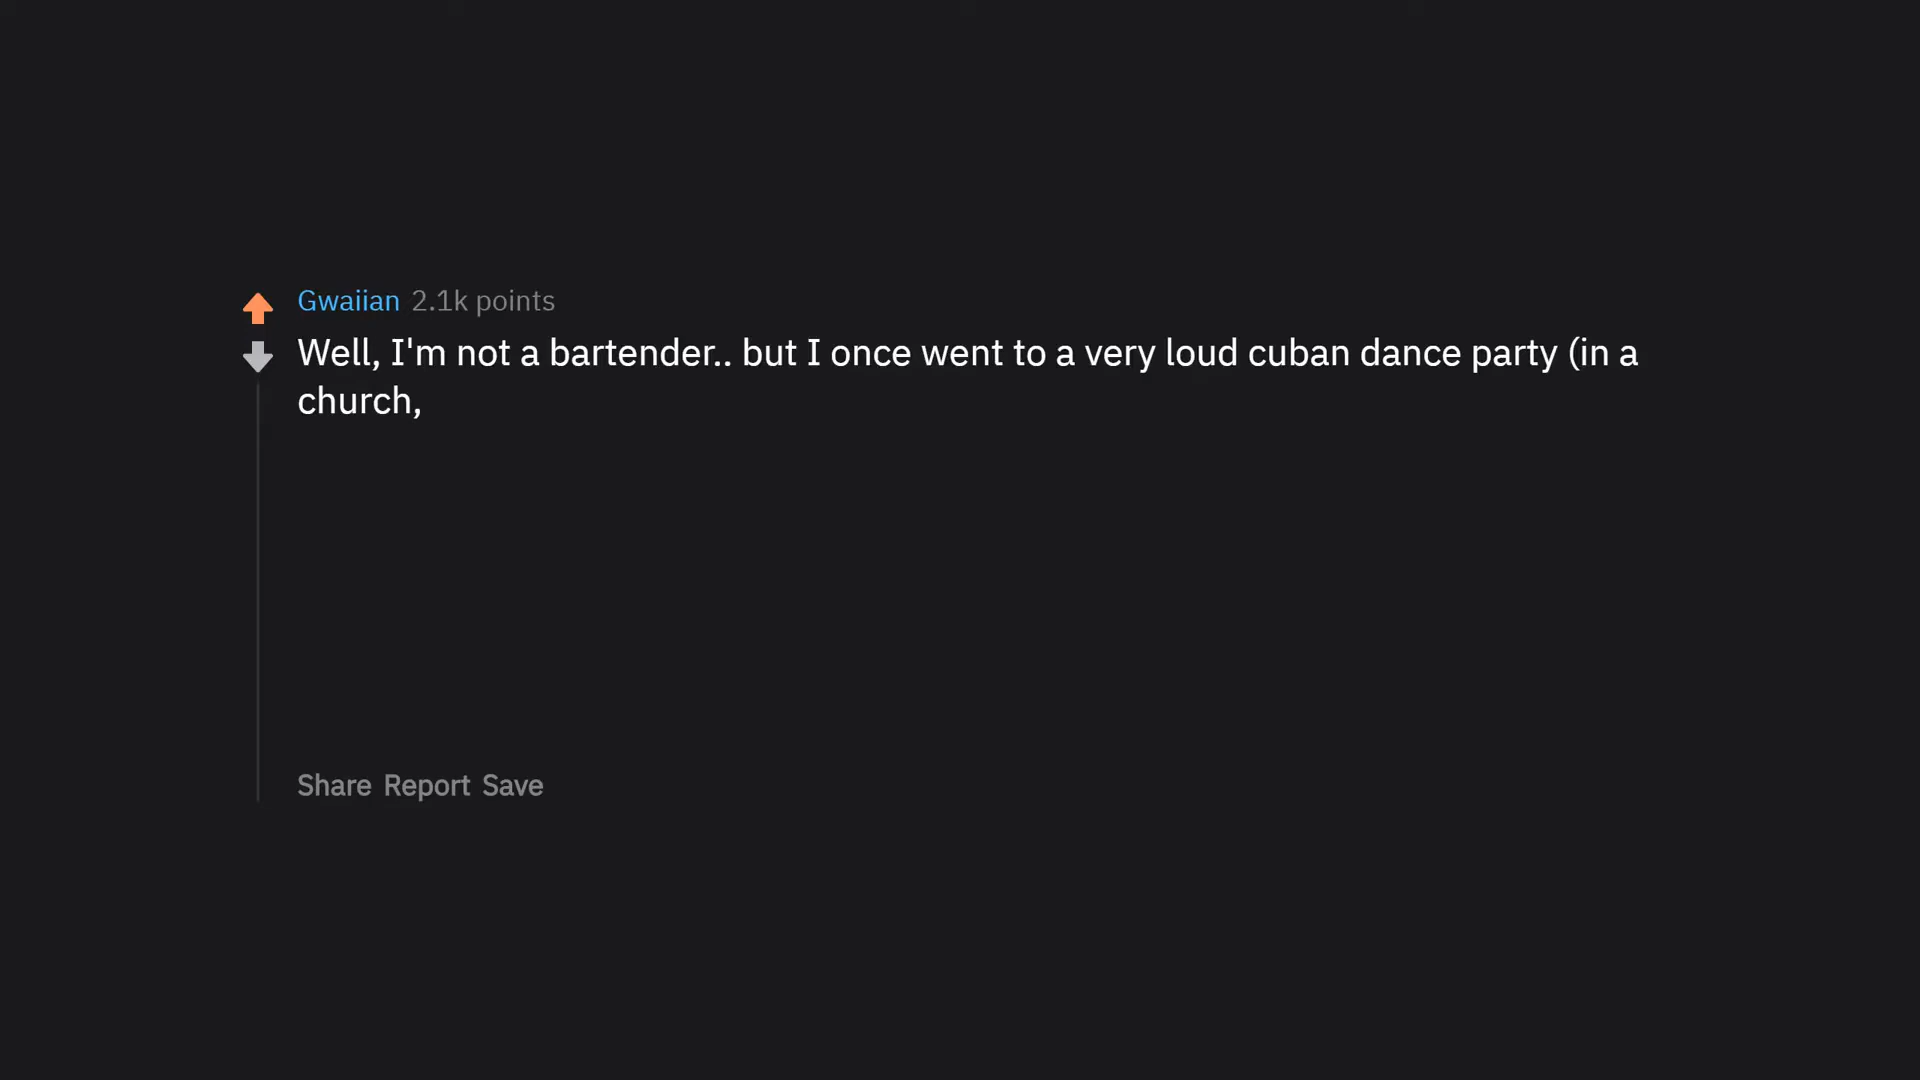 Gwaiian 2.1k points
Well, I'm not a bartender.. but I once went to a very loud cuban dance party (in a
church,
Share Report Save